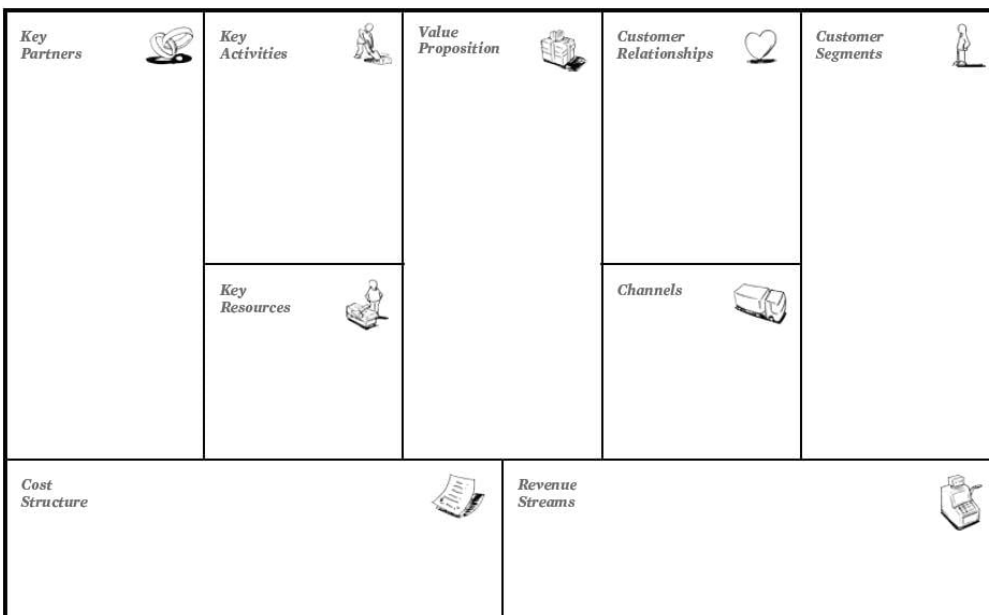 Key
Partners
Key
Activities
Value
Proposition
Customer
Relationships
Customer
Segments
Key
Resources
Channels
Cost
Structure
Revenue
Streams